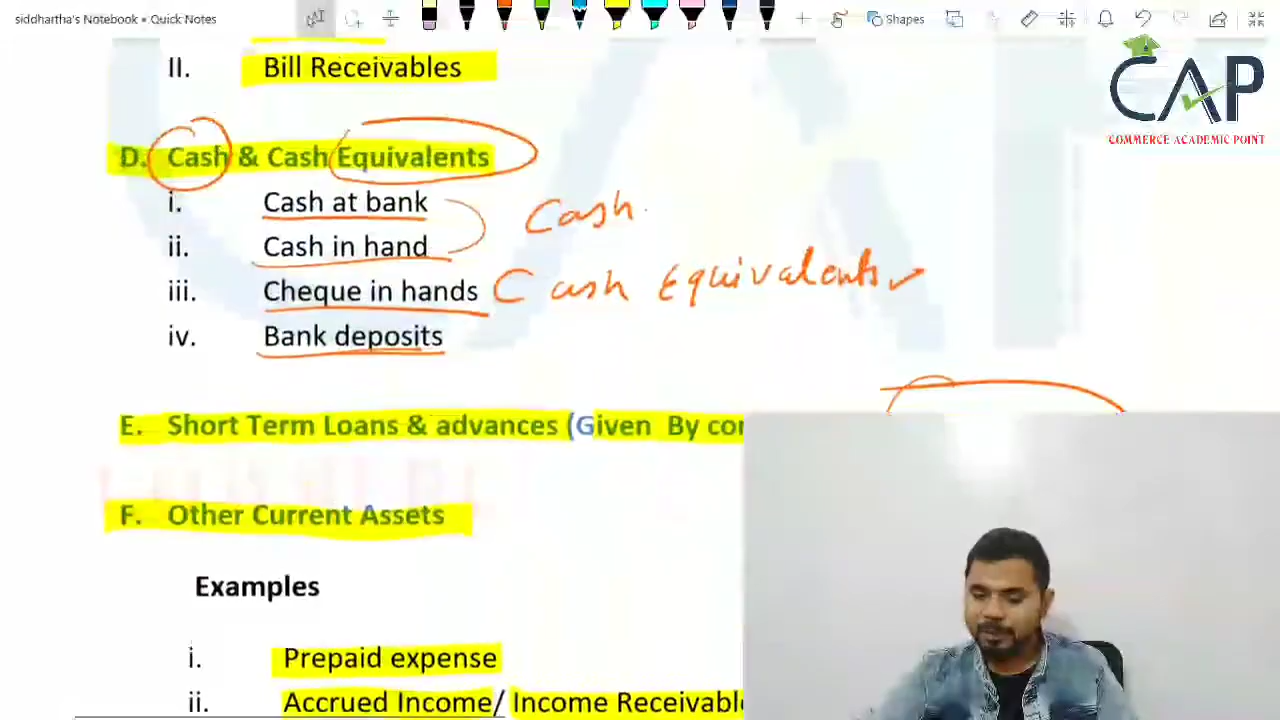 siddhartha's Notebook • Quick Notes
Shapes
CAP
COMMERCE ACADEMIC POINT
II. Bill Receivables
D. Cash & Cash Equivalents
i. Cash at bank
ii. Cash in hand
Cash
iii. Cheque in hands
Cash Equivalents
iv. Bank deposits
E. Short Term Loans & advances (Given By
F. Other Current Assets
Examples
i. Prepaid expense
ii. Accrued Income/ Income Receivabl